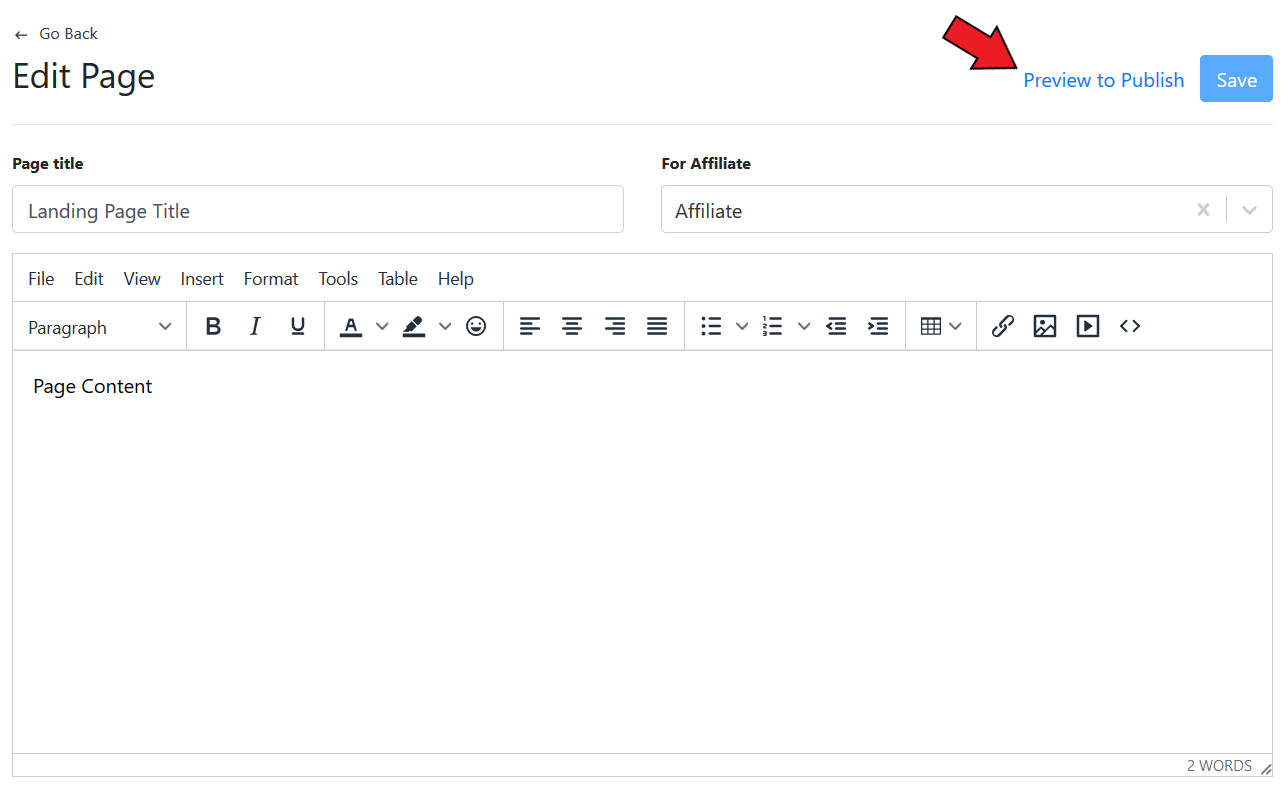 ← Go Back
Edit Page
Preview to Publish
Save
Page title
For Affiliate
Landing Page Title
Affiliate
File Edit View Insert Format Tools Table Help
Paragraph
Page Content
2 WORDS